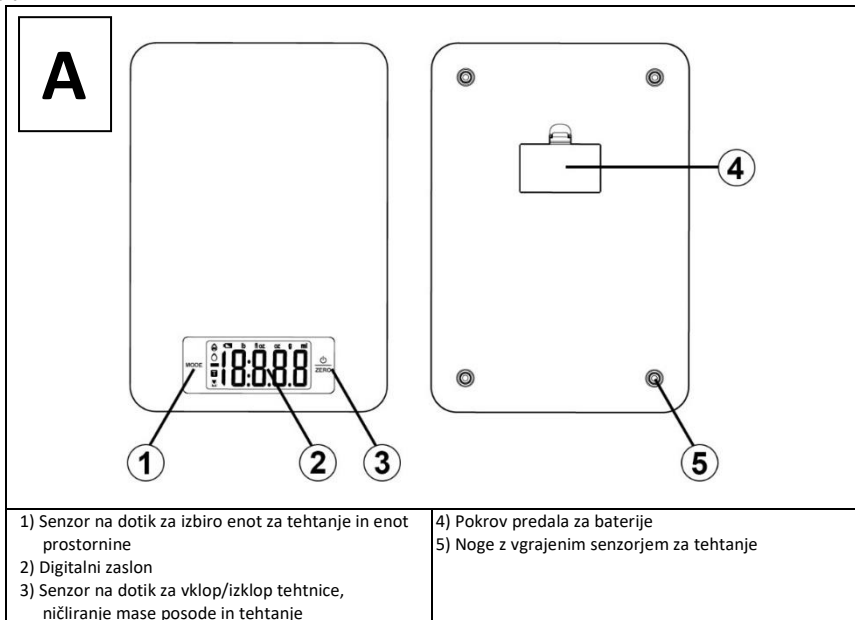 A
MODE
lb fl oz oz g ml
18:8.8.8
ZERO
4
5
1
2
3
1) Senzor na dotik za izbiro enot za tehtanje in enot
prostornine
2) Digitalni zaslon
3) Senzor na dotik za vklop/izklop tehtnice,
ničliranje mase posode in tehtanje
4) Pokrov predala za baterije
5) Noge z vgrajenim senzorjem za tehtanje